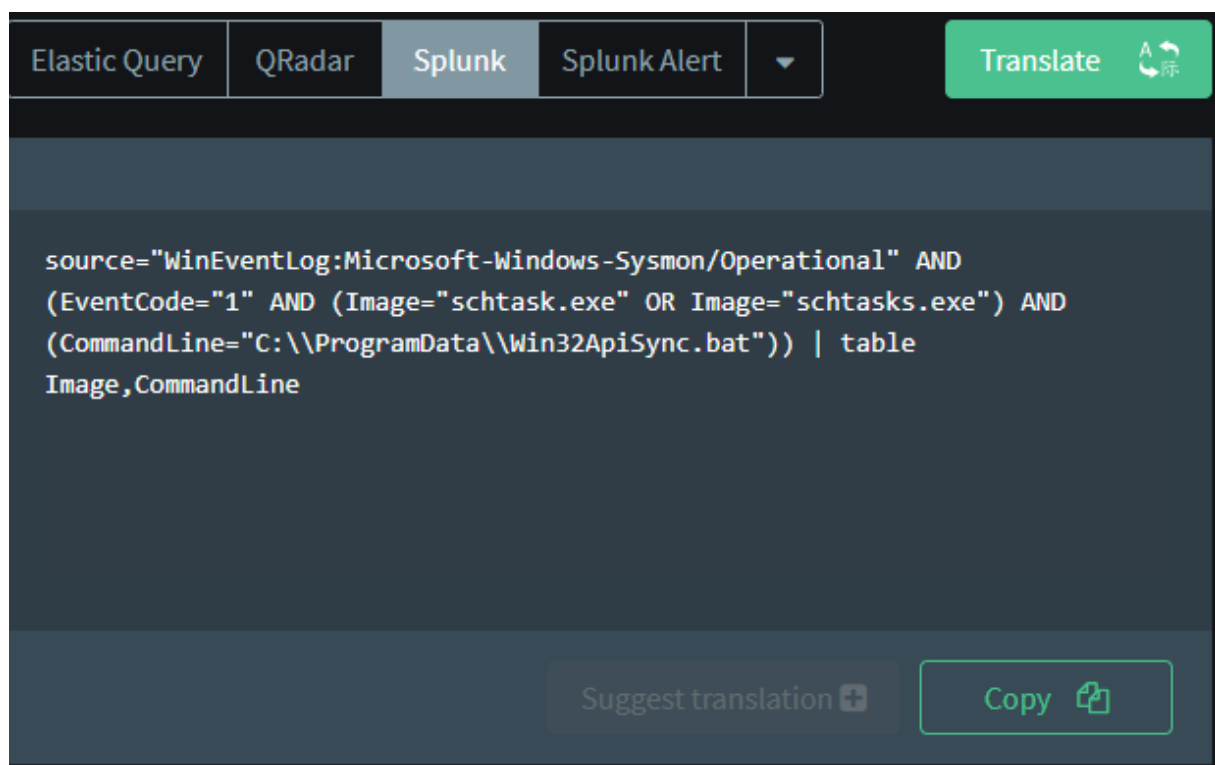 Elastic Query QRadar Splunk Splunk Alert Translate
source="WinEventLog:Microsoft-Windows-Sysmon/Operational" AND
(EventCode="1" AND (Image="schtask.exe" OR Image="schtasks.exe") AND
(CommandLine="C:\\ProgramData\\Win32ApiSync.bat")) | table
Image,CommandLine
Suggest translation Copy